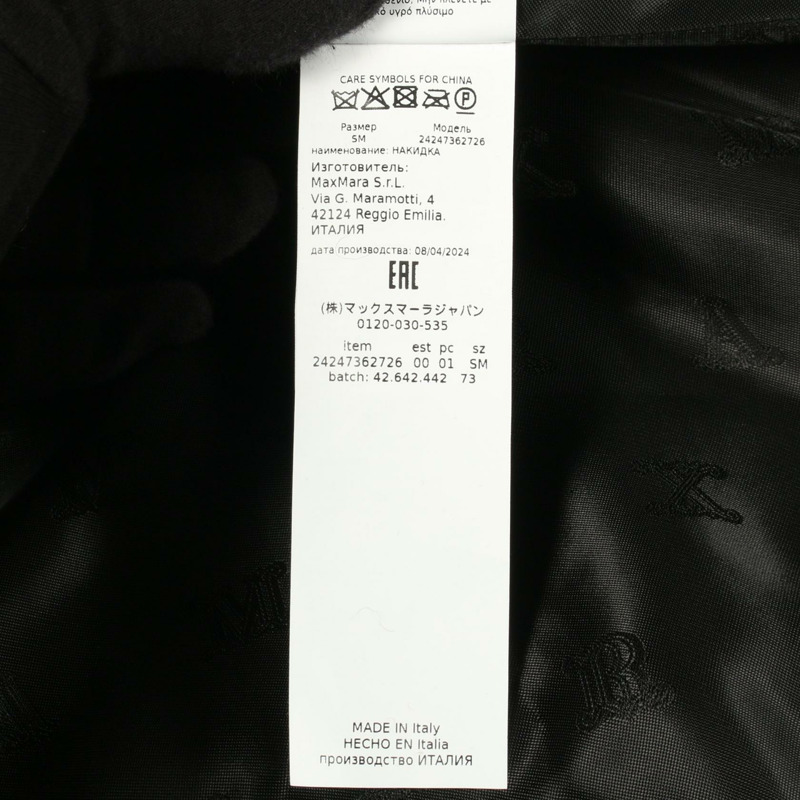 υγρό πλύσιμο
CARE SYMBOLS FOR CHINA
P
Размер Модель
SM 24247362726
наименование: НАКИДКА
Изготовитель:
MaxMara S.r.L.
Via G. Maramotti, 4
42124 Reggio Emilia.
ИТАЛИЯ
дата производства: 08/04/2024
EAC
(株)マックスマーラジャパン
0120-030-535
item est pc sz
24247362726 00 01 SM
batch: 42.642.442 73
MADE IN Italy
HECHO EN Italia
производство ИТАЛИЯ